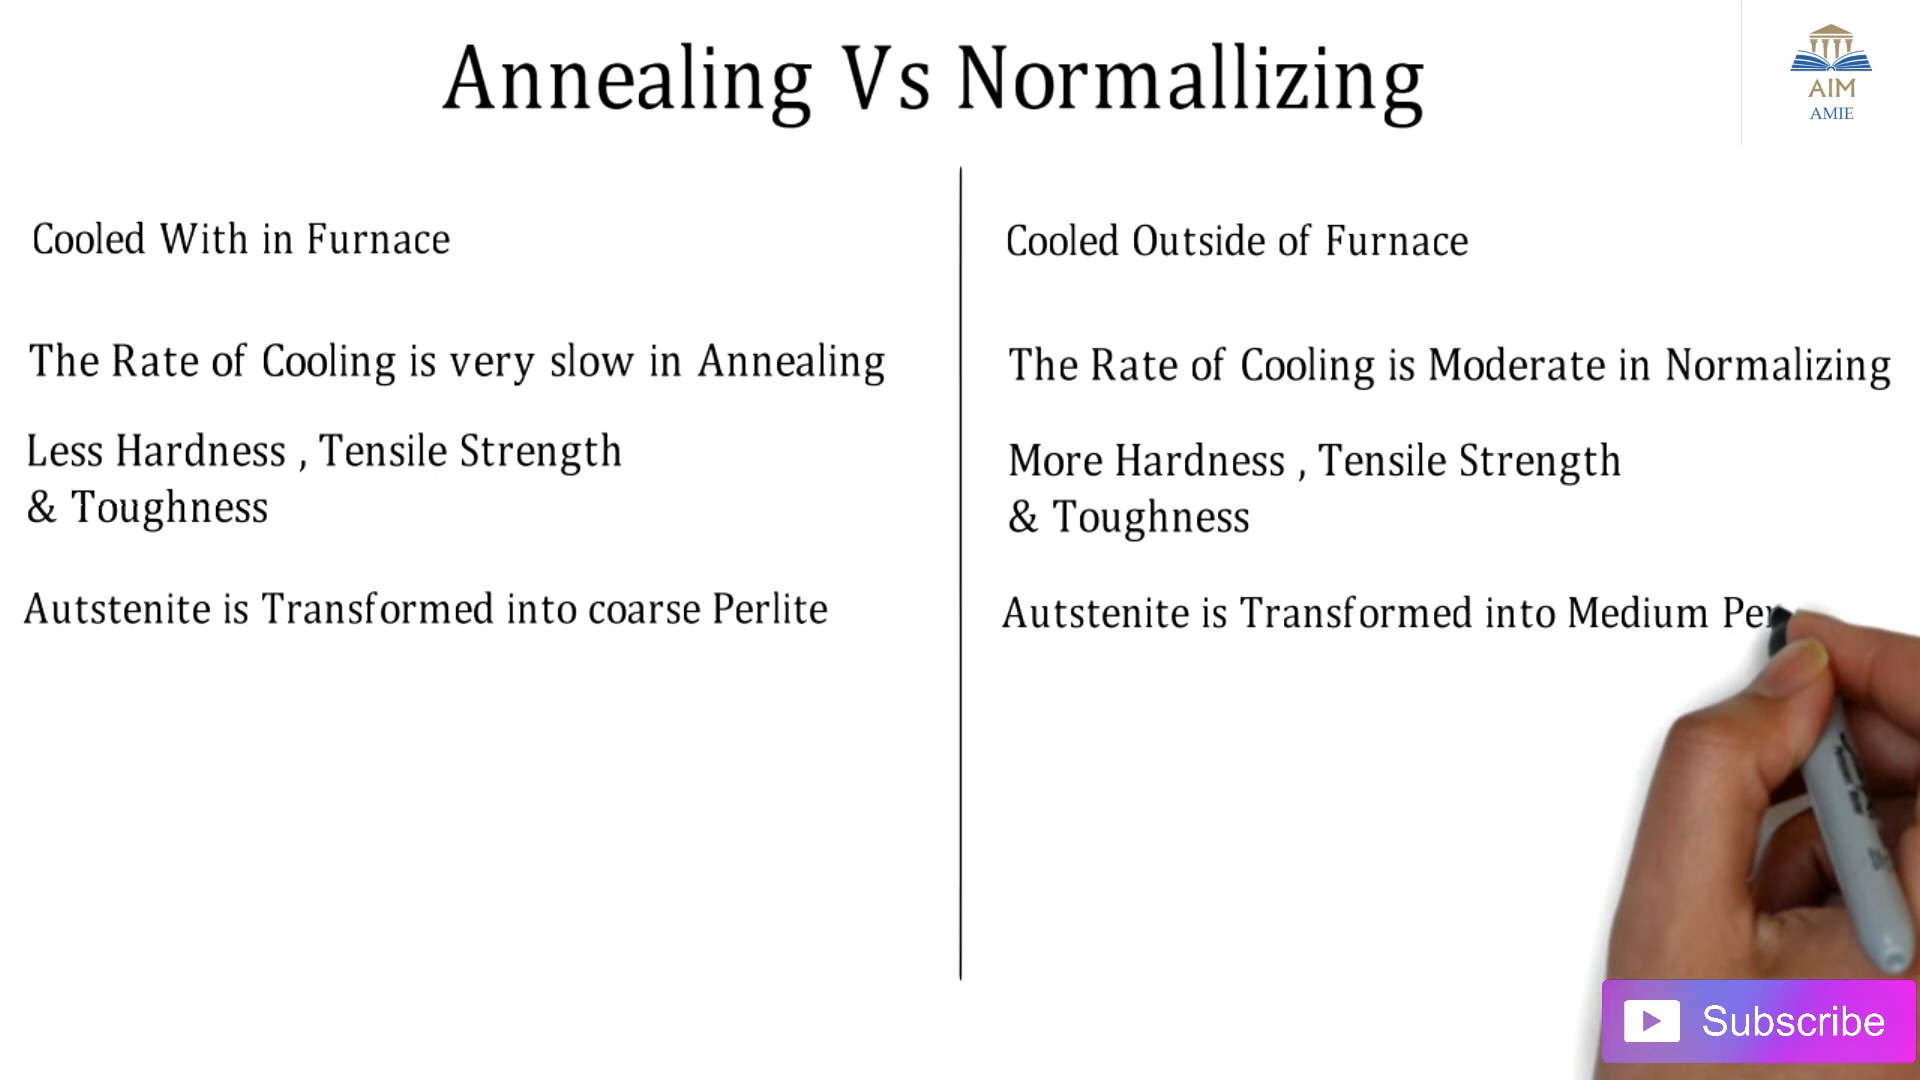 Annealing Vs Normallizing
AIM
AMIE
Cooled With in Furnace
The Rate of Cooling is very slow in Annealing
Less Hardness , Tensile Strength
& Toughness
Autstenite is Transformed into coarse Perlite
Cooled Outside of Furnace
The Rate of Cooling is Moderate in Normalizing
More Hardness , Tensile Strength
& Toughness
Autstenite is Transformed into Medium
Subscribe